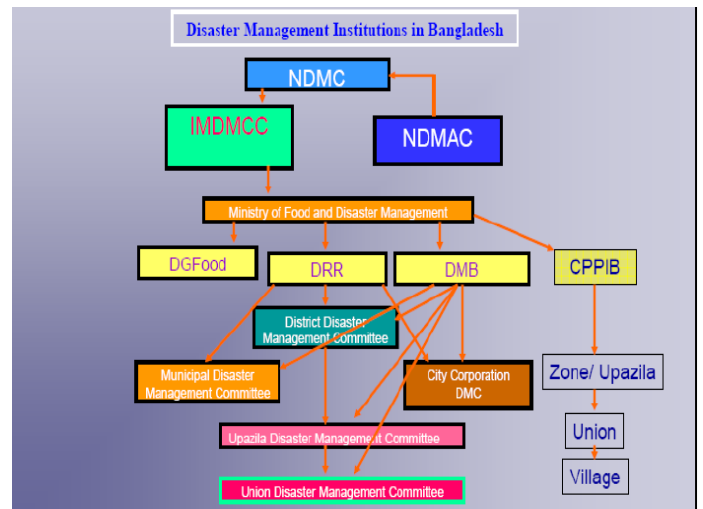 Disaster Management Institutions in Bangladesh
NDMC
IMDMCC
NDMAC
Ministry of Food and Disaster Management
DGFood
DRR
DMB
CPPIB
District Disaster
Management Committee
Municipal Disaster
Management Committee
City Corporation
DMC
Zone/ Upazila
Upazila Disaster Management Committee
Union
Union Disaster Management Committee
Village